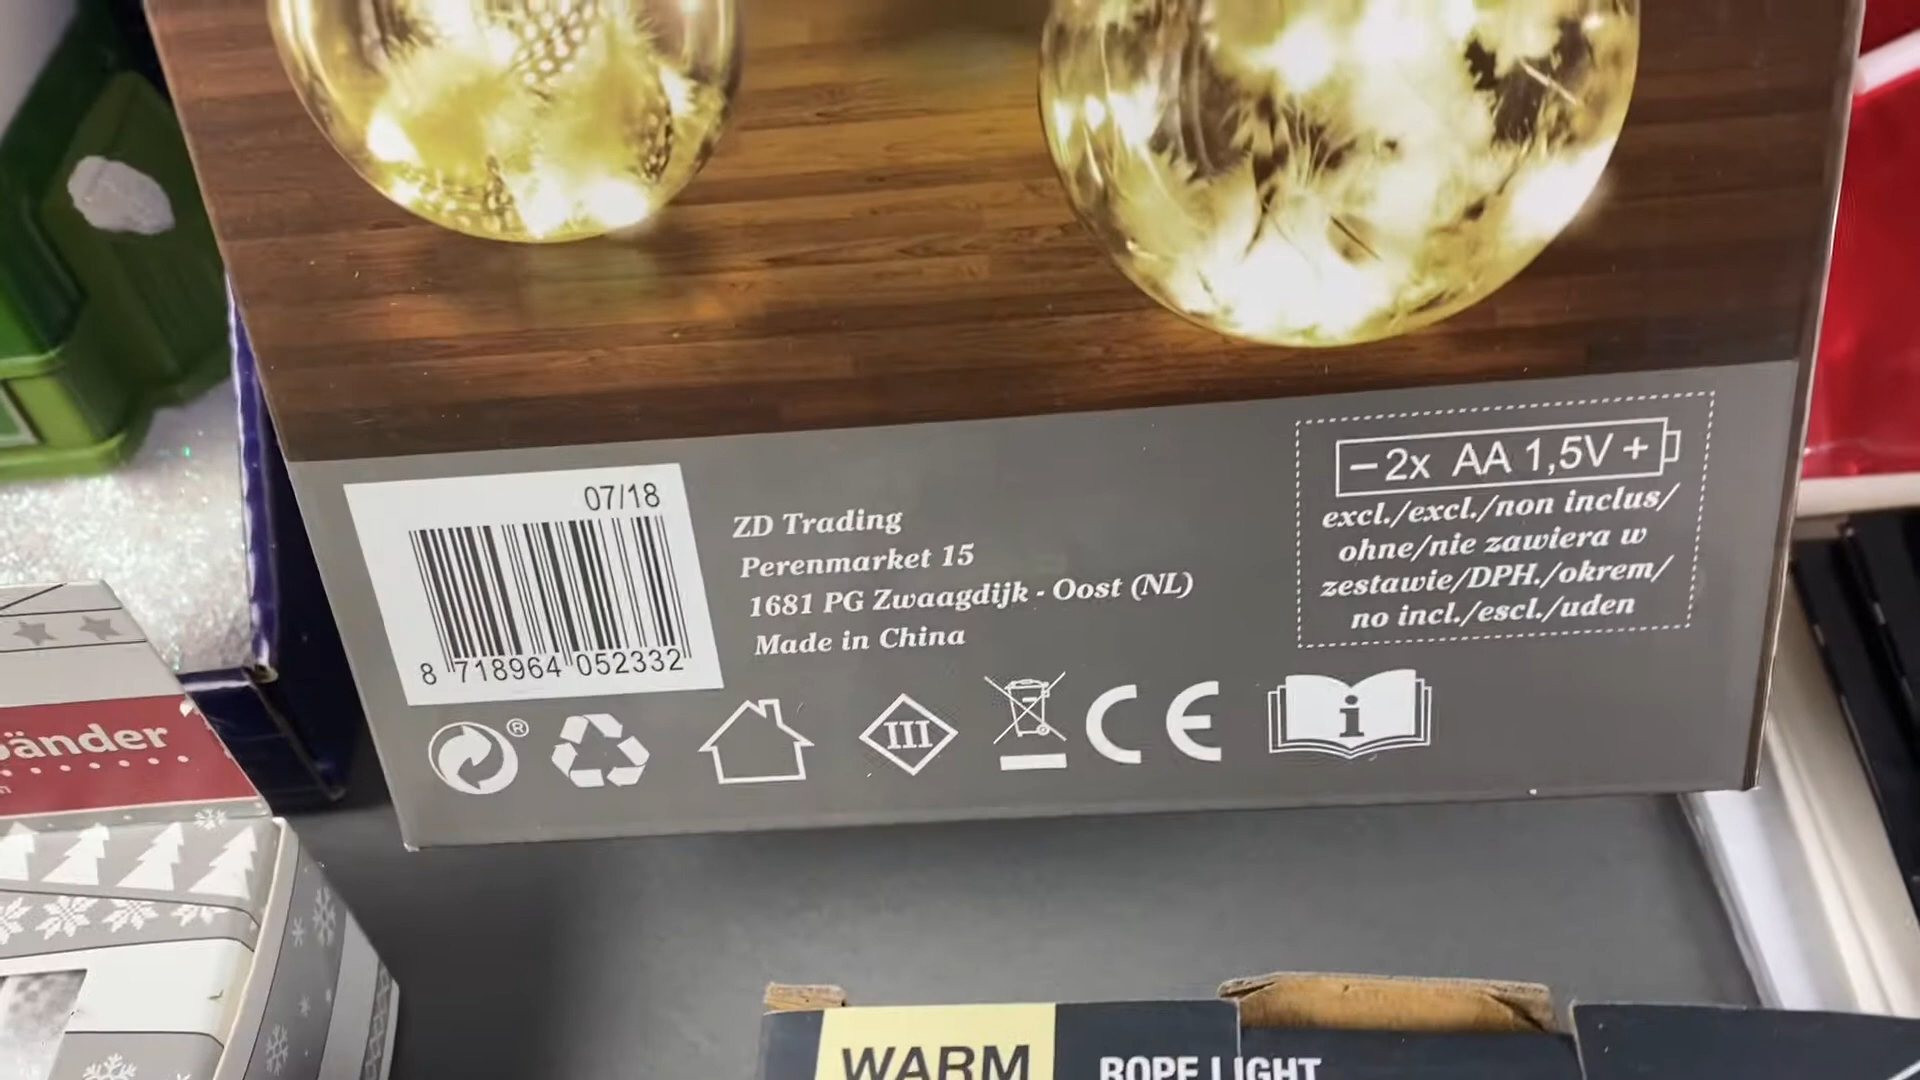 07/18
8 718964 052332
ZD Trading
Perenmarket 15
1681 PG Zwaagdijk - Oost (NL)
Made in China
－2x AA 1,5V +
excl./excl./non inclus/
ohne/nie zawiera w
zestawie/DPH./okrem/
no incl./escl./uden
®
III
CE
i
bänder
WARM
ROPE LIGHT